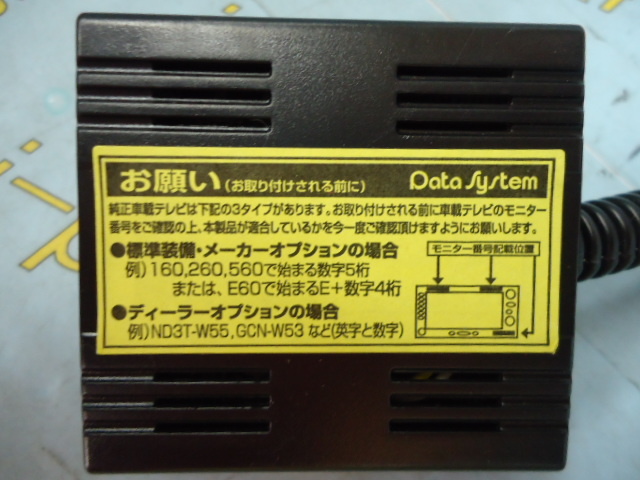 お願い(お取り付けされる前に) Data System
純正車載テレビは下記の3タイプがあります。お取り付けされる前に車載テレビのモニター
番号をご確認の上、本製品が適合しているかを今一度ご確認頂けますようにお願いします。
●標準装備・メーカーオプションの場合
例)160,260,560で始まる数字5桁
または、E60で始まるE+数字4桁
●ディーラーオプションの場合
例)ND3T-W55,GCN-W53 など(英字と数字)
モニター番号記載位置